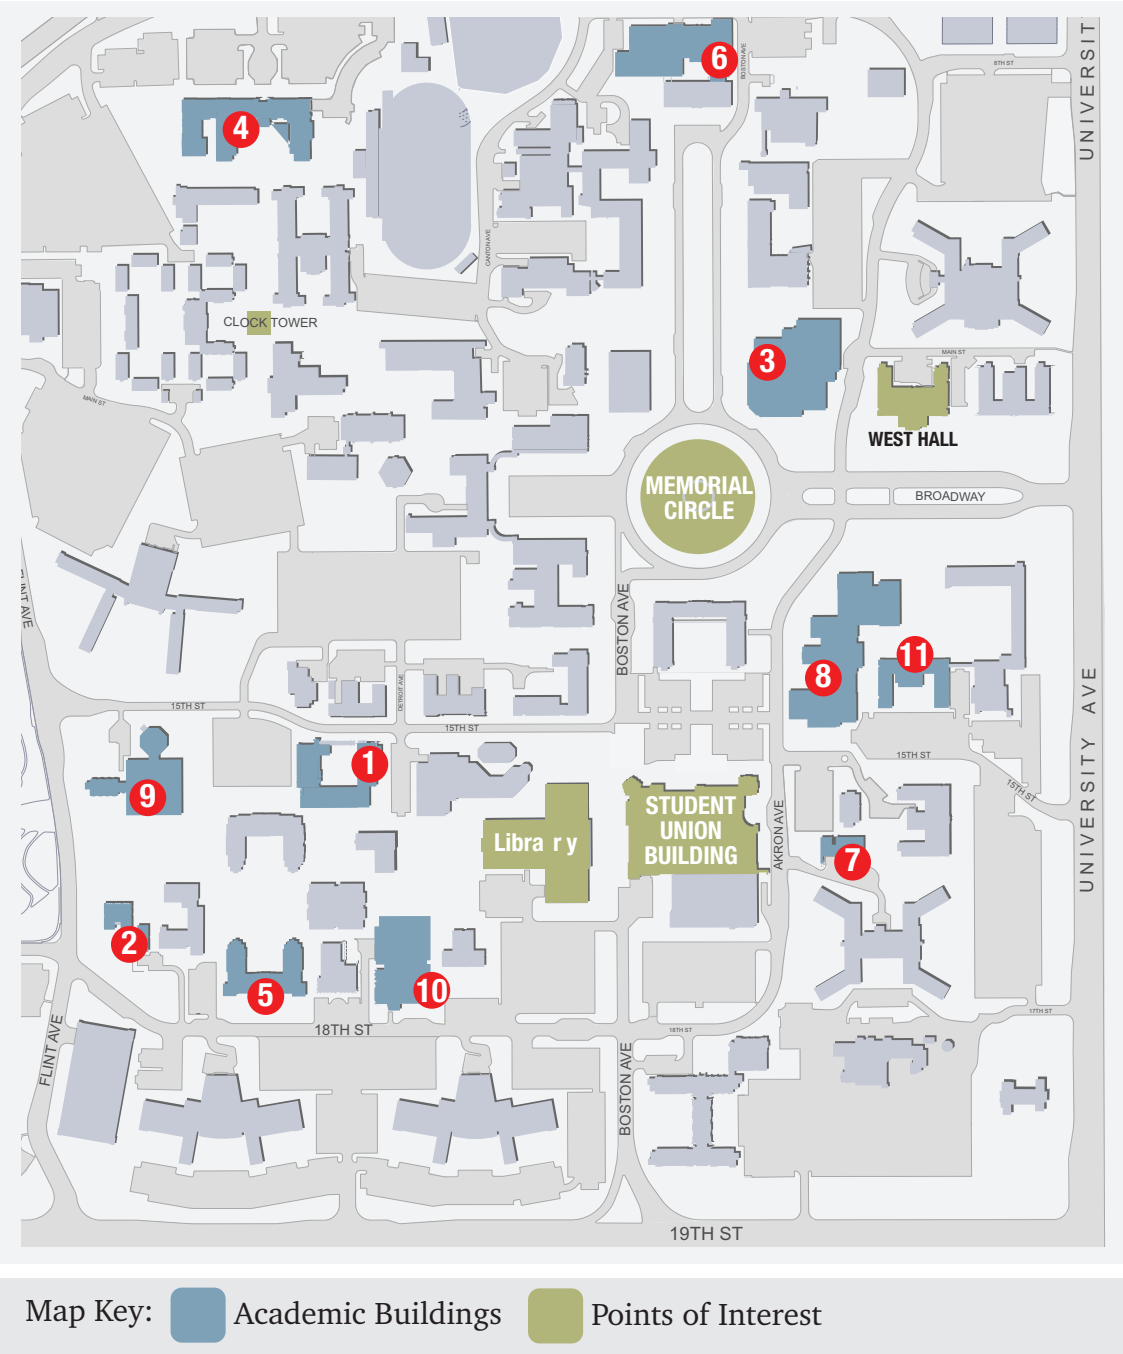 6
BOSTON AVE
8TH ST
UNIVERSIT
4
CANTON AVE
CLOCK TOWER
3
MAIN ST
MAIN ST
WEST HALL
MEMORIAL
CIRCLE
BROADWAY
FLINT AVE
BOSTON AVE
11
8
DETROIT AVE
15TH ST
15TH ST
UNIVERSITY AVE
1
15TH ST
15TH ST
9
STUDENT
UNION
BUILDING
Libra r y
AKRON AVE
7
2
5
10
18TH ST
18TH ST
17TH ST
FLINT AVE
BOSTON AVE
19TH ST
Map Key:
Academic Buildings
Points of Interest